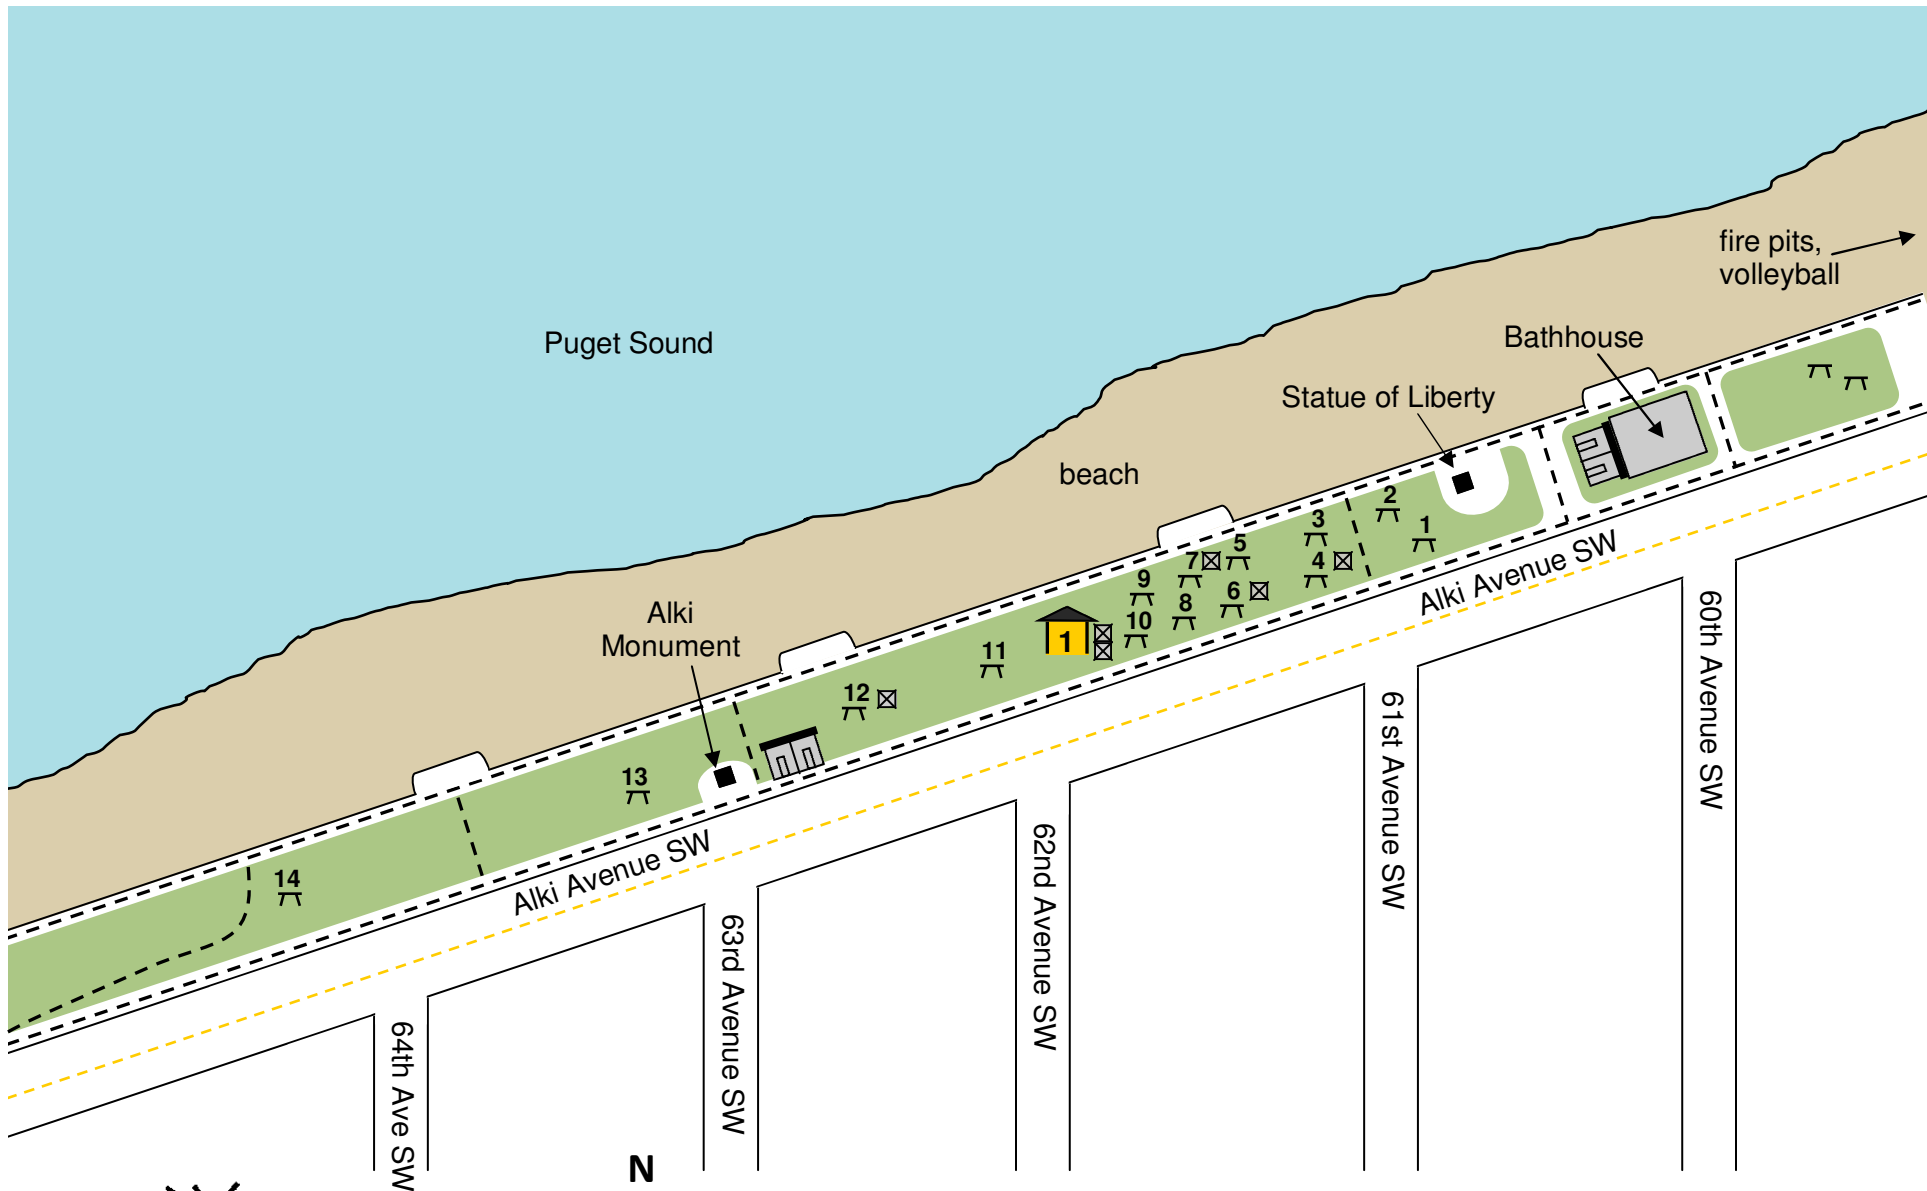 fire pits,
volleyball
Puget Sound
Bathhouse
Statue of Liberty
beach
2
1
3
4
5
7
6
9
8
10
1
11
12
Alki
Monument
13
14
Alki Avenue SW
Alki Avenue SW
60th Avenue SW
61st Avenue SW
62nd Avenue SW
63rd Avenue SW
64th Ave SW
N